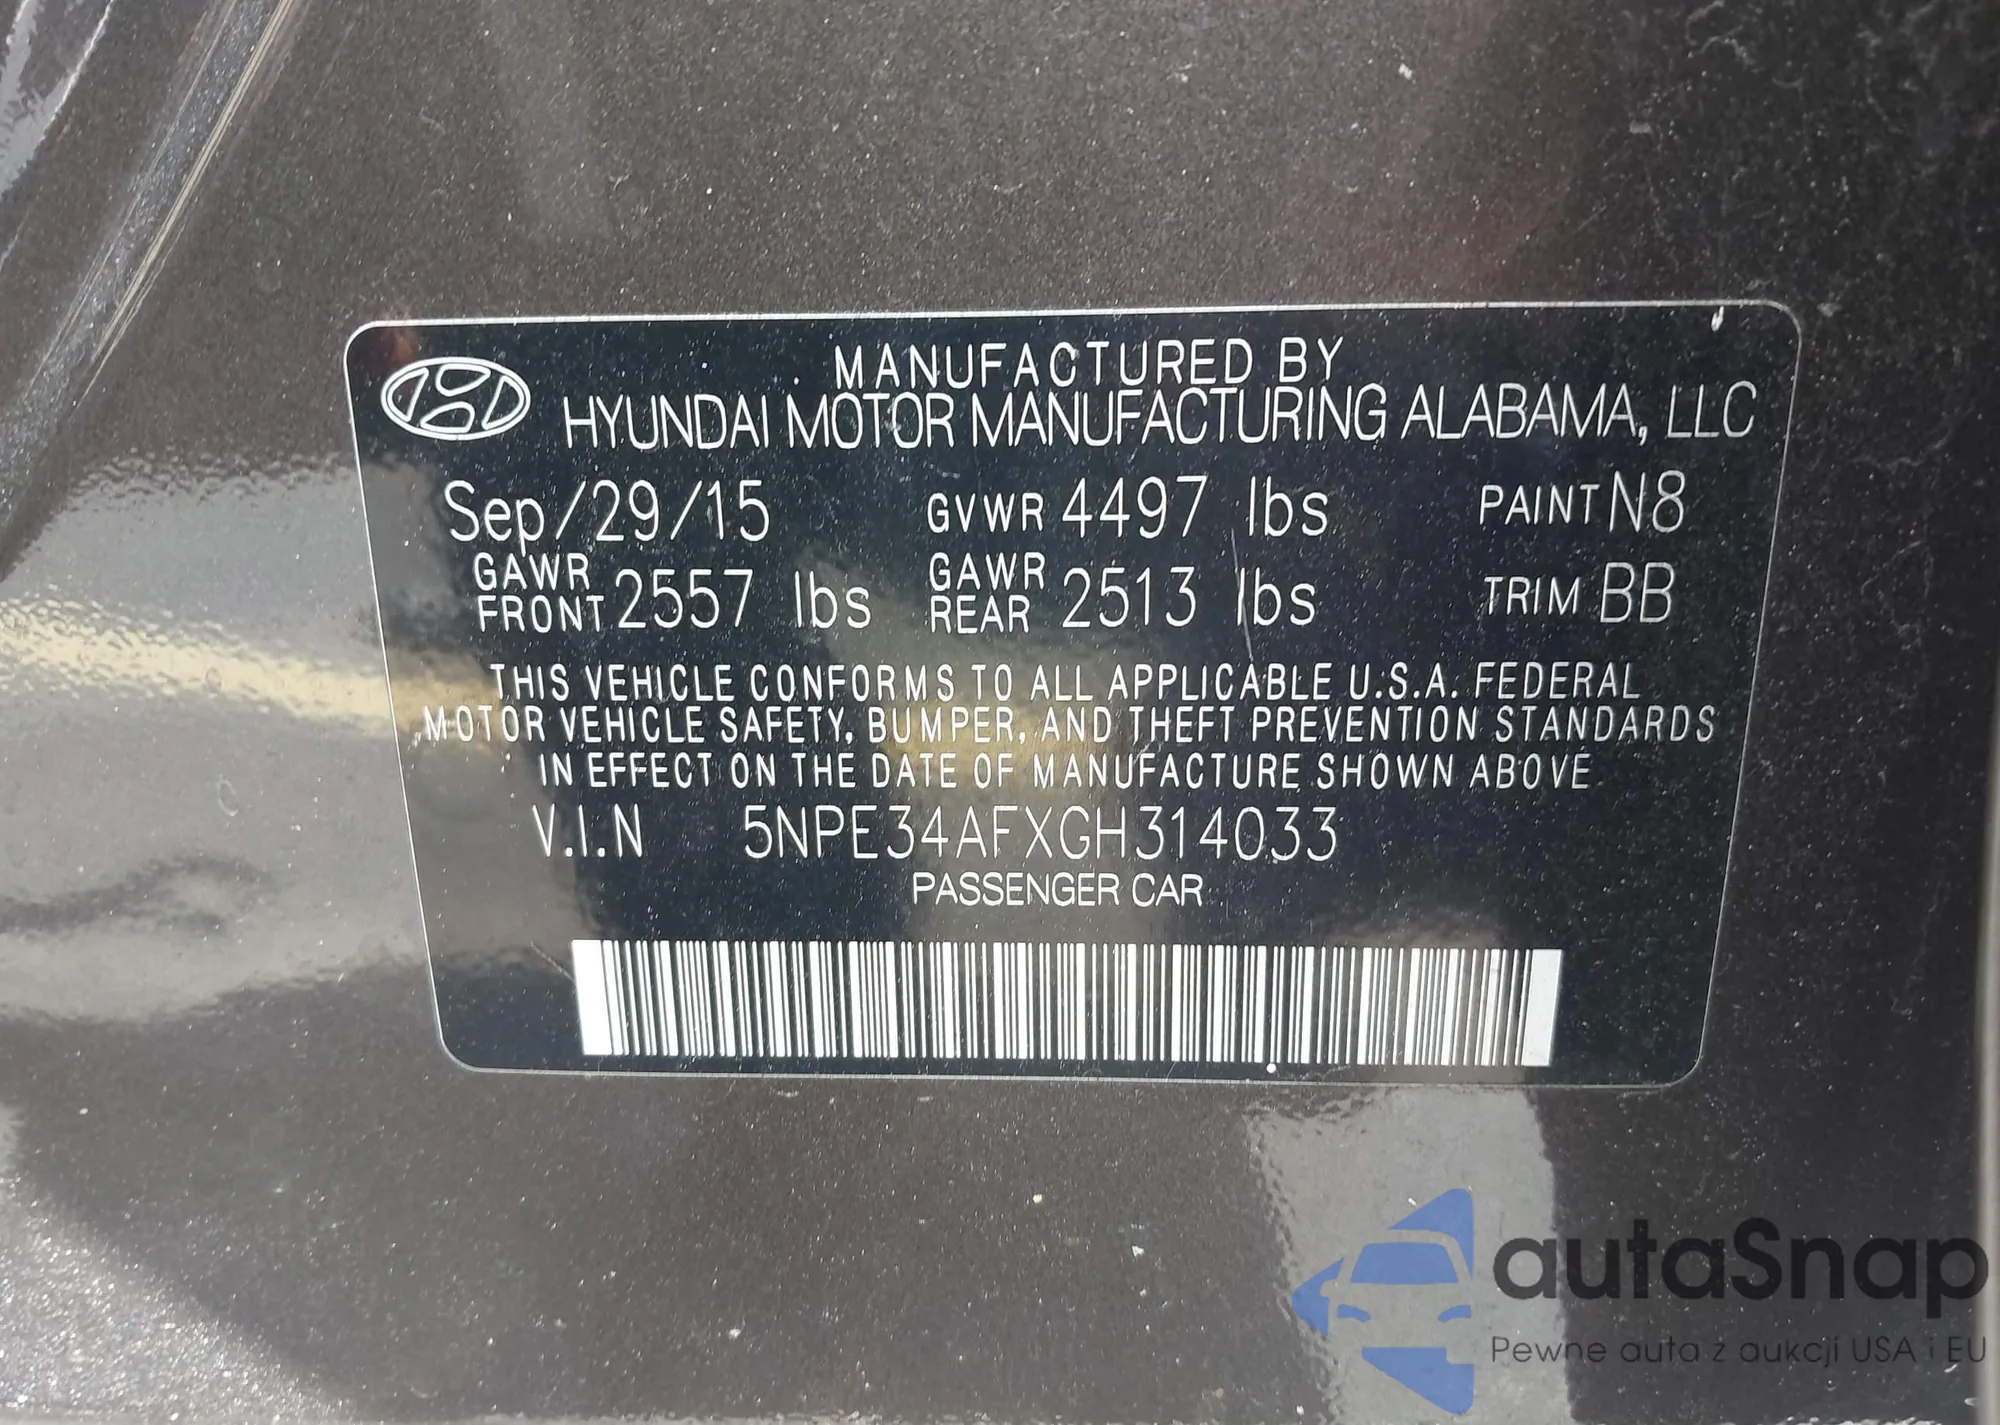 MANUFACTURED BY
HYUNDAI MOTOR MANUFACTURING ALABAMA, LLC
Sep/29/15 GVWR 4497 lbs PAINT N8
GAWR FRONT 2557 lbs GAWR REAR 2513 lbs TRIM BB
THIS VEHICLE CONFORMS TO ALL APPLICABLE U.S.A. FEDERAL
MOTOR VEHICLE SAFETY, BUMPER, AND THEFT PREVENTION STANDARDS
IN EFFECT ON THE DATE OF MANUFACTURE SHOWN ABOVE
V.I.N 5NPE34AFXGH314033
PASSENGER CAR
autaSnap
Pewne auta z aukcji USA i EU